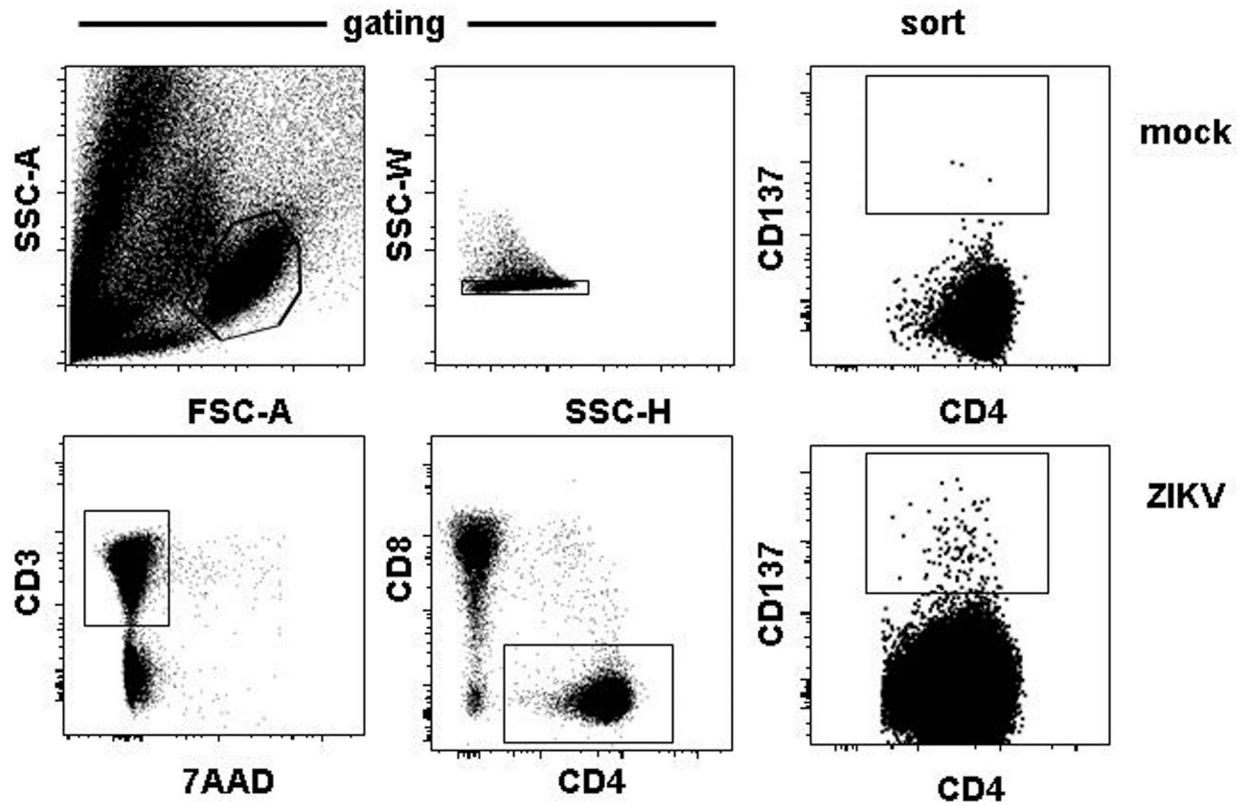 gating
sort
SSC-A
FSC-A
SSC-W
SSC-H
CD137
CD4
mock
CD3
7AAD
CD8
CD4
CD137
CD4
ZIKV